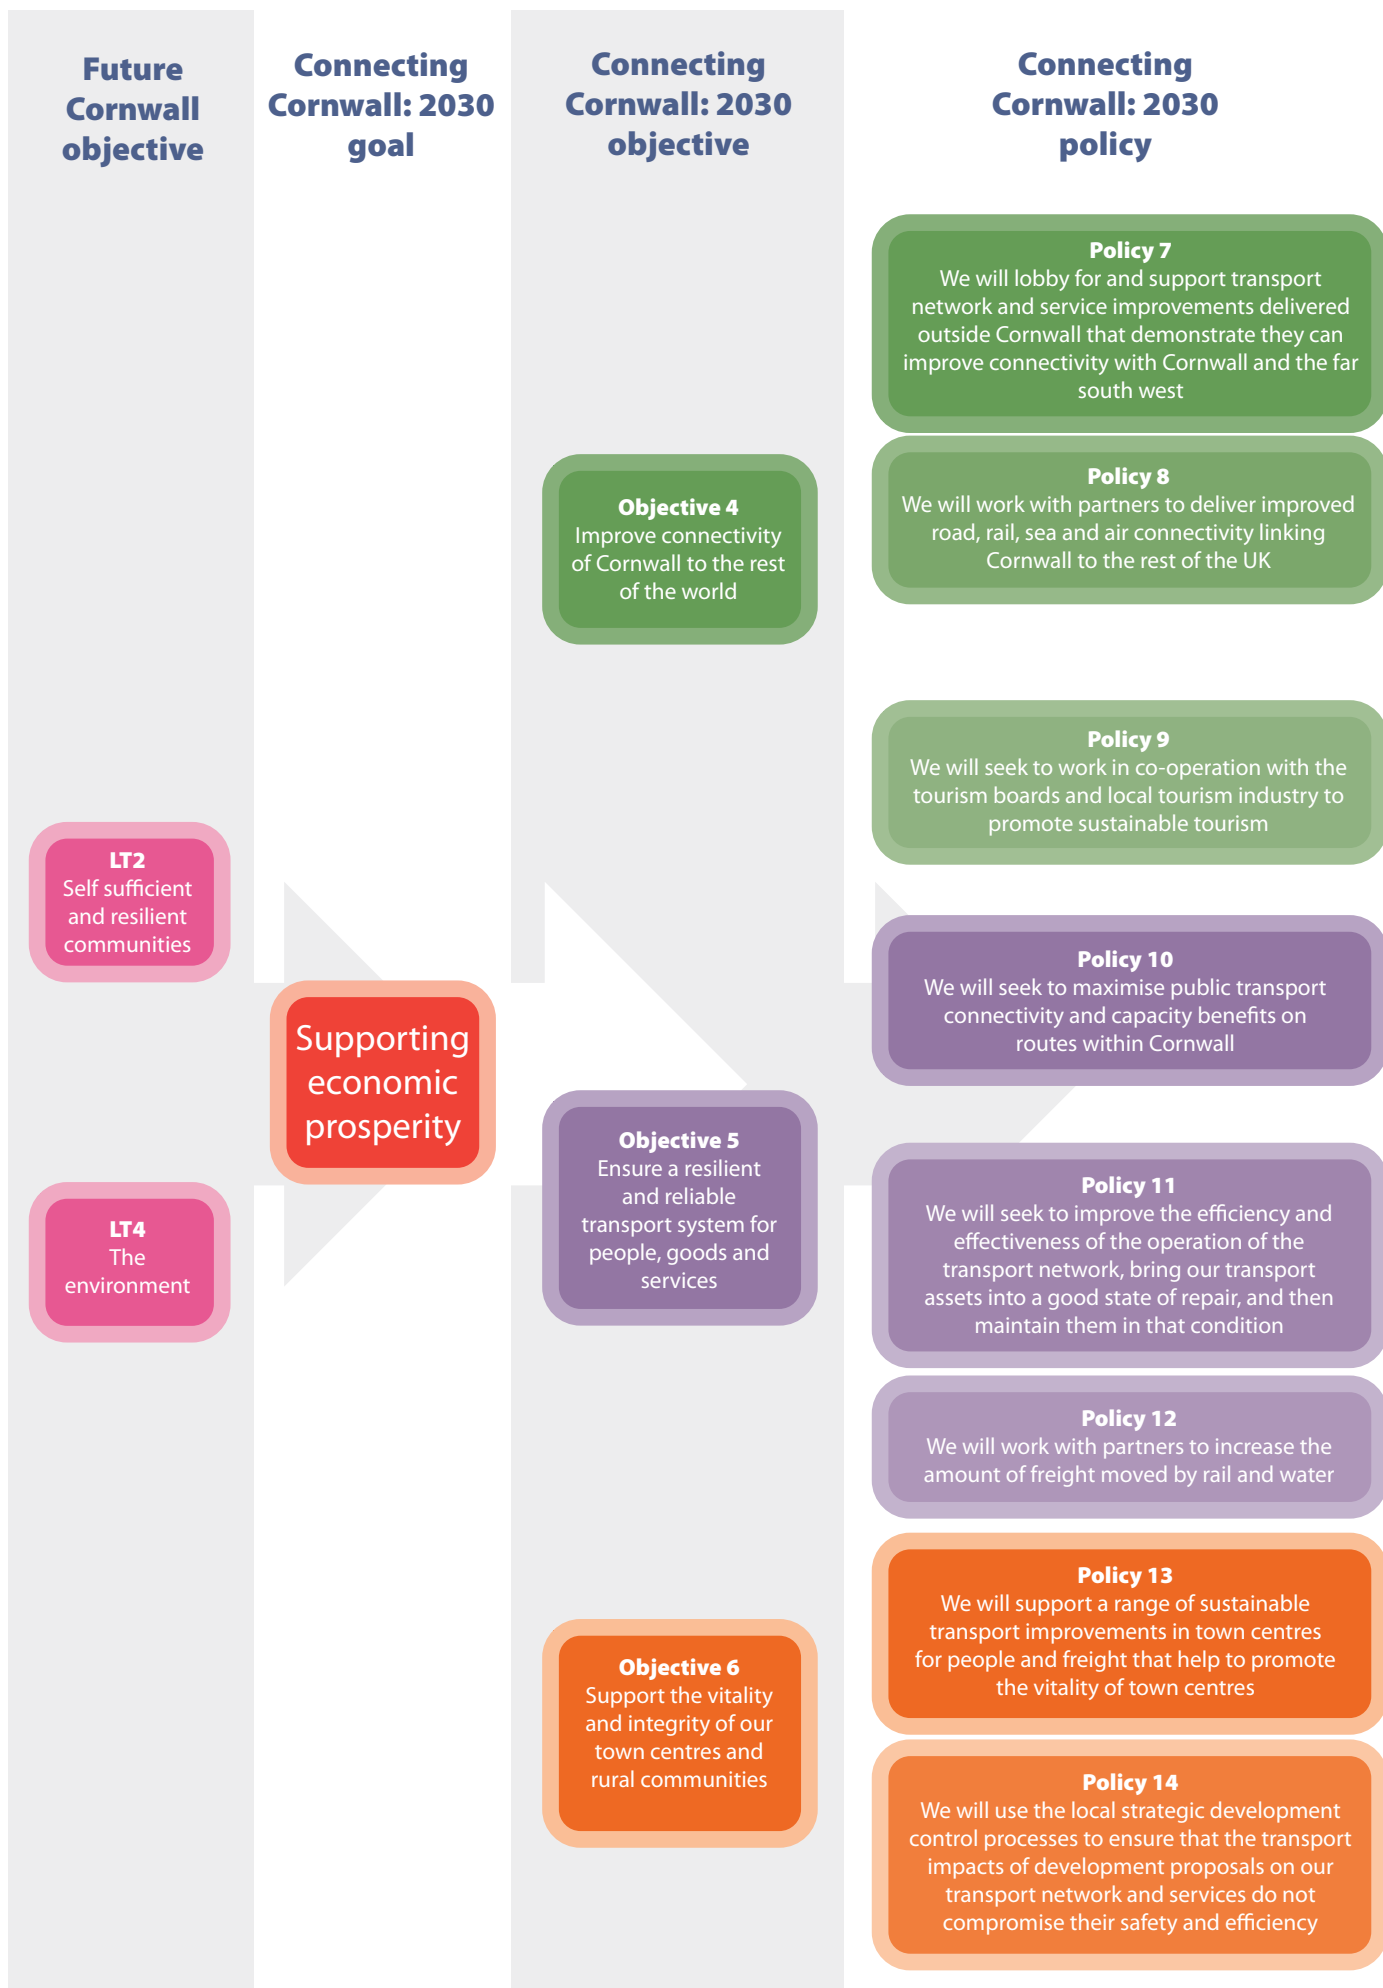 Future
Cornwall
objective
Connecting
Cornwall: 2030
goal
Connecting
Cornwall: 2030
objective
Connecting
Cornwall: 2030
policy
LT2
Self sufficient
and resilient
communities
LT4
The
environment
Supporting
economic
prosperity
Objective 4
Improve connectivity
of Cornwall to the rest
of the world
Objective 5
Ensure a resilient
and reliable
transport system for
people, goods and
services
Objective 6
Support the vitality
and integrity of our
town centres and
rural communities
Policy 7
We will lobby for and support transport
network and service improvements delivered
outside Cornwall that demonstrate they can
improve connectivity with Cornwall and the far
south west
Policy 8
We will work with partners to deliver improved
road, rail, sea and air connectivity linking
Cornwall to the rest of the UK
Policy 9
We will seek to work in co-operation with the
tourism boards and local tourism industry to
promote sustainable tourism
Policy 10
We will seek to maximise public transport
connectivity and capacity benefits on
routes within Cornwall
Policy 11
We will seek to improve the efficiency and
effectiveness of the operation of the
transport network, bring our transport
assets into a good state of repair, and then
maintain them in that condition
Policy 12
We will work with partners to increase the
amount of freight moved by rail and water
Policy 13
We will support a range of sustainable
transport improvements in town centres
for people and freight that help to promote
the vitality of town centres
Policy 14
We will use the local strategic development
control processes to ensure that the transport
impacts of development proposals on our
transport network and services do not
compromise their safety and efficiency